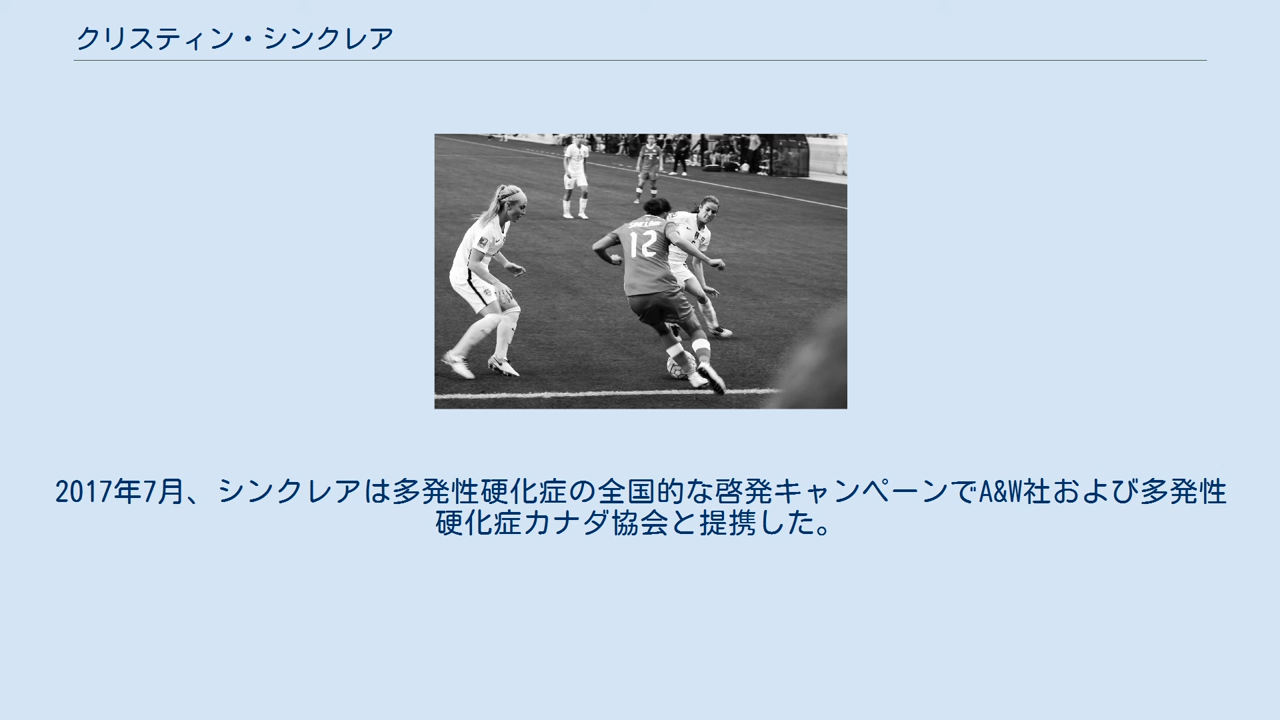 クリスティン・シンクレア
12
2017年7月、シンクレアは多発性硬化症の全国的な啓発キャンペーンでA&W社および多発性
硬化症カナダ協会と提携した。